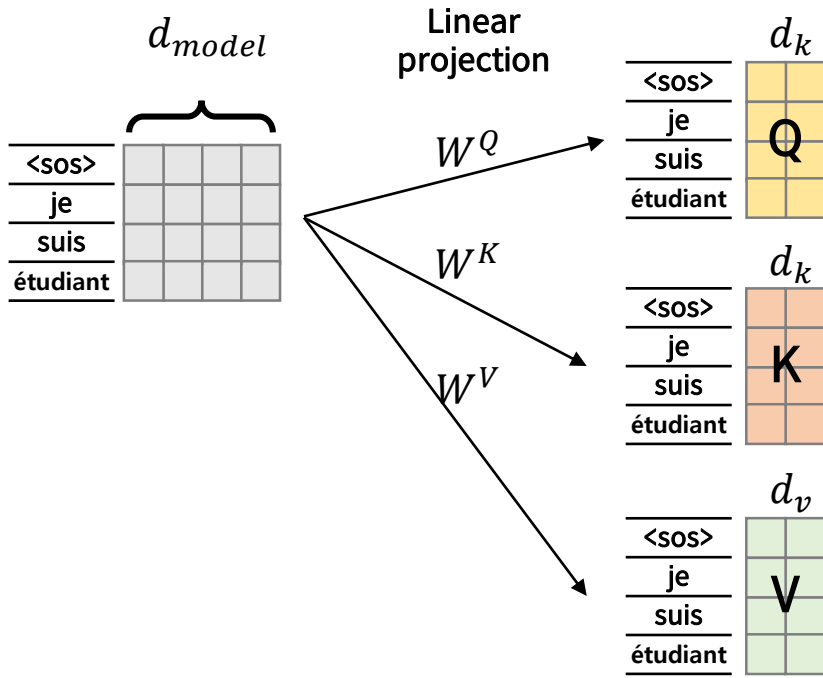 d_model
<sos>
je
suis
étudiant
Linear
projection
W^Q
W^K
W^V
d_k
<sos>
je
suis
étudiant
Q
d_k
<sos>
je
suis
étudiant
K
d_v
<sos>
je
suis
étudiant
V